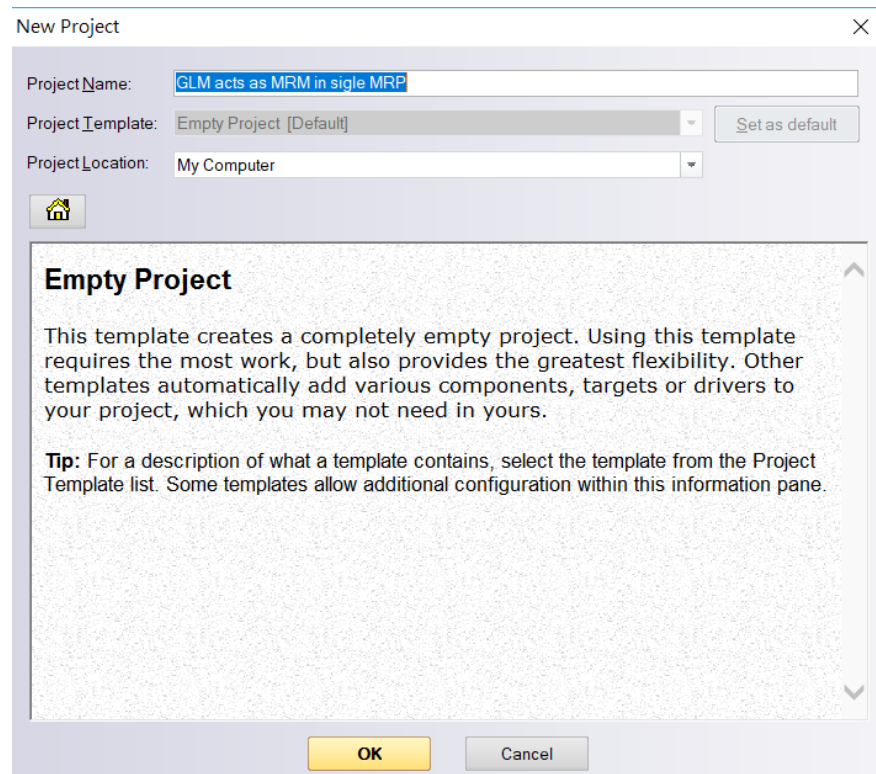 New Project
Project Name: GLM acts as MRM in sigle MRP
Project Template: Empty Project [Default] Set as default
Project Location: My Computer
Empty Project
This template creates a completely empty project. Using this template
requires the most work, but also provides the greatest flexibility. Other
templates automatically add various components, targets or drivers to
your project, which you may not need in yours.
Tip: For a description of what a template contains, select the template from the Project
Template list. Some templates allow additional configuration within this information pane.
OK Cancel